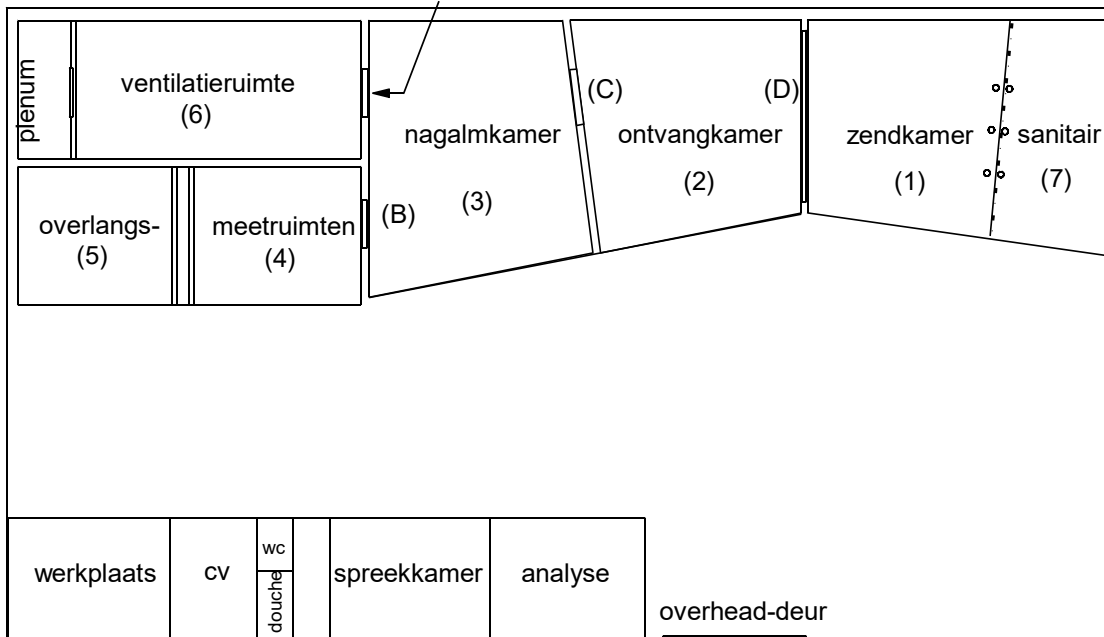 plenum
ventilatieruimte
(6)
nagalmkamer
(3)
(C)
ontvangkamer
(2)
(D)
zendkamer
(1)
sanitair
(7)
overlangs-
(5)
meetruimten
(4)
(B)
werkplaats
cv
wc
douche
spreekkamer
analyse
overhead-deur